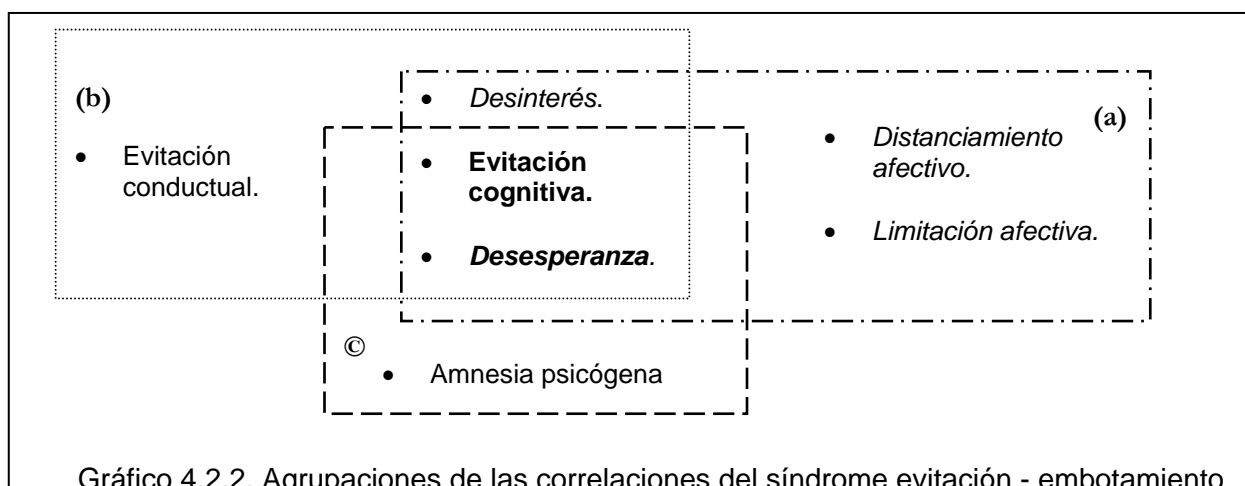 (b)
• Evitación
conductual.
• Desinterés.
• Evitación
cognitiva.
• Desesperanza.
(a)
• Distanciamiento
afectivo.
• Limitación afectiva.
©
• Amnesia psicógena
Gráfico 4.2.2. Agrupaciones de las correlaciones del síndrome evitación - embotamiento